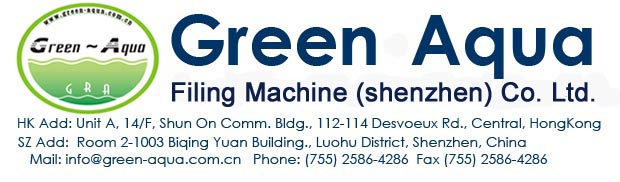 www.green-aqua.com.cn
Green ~ Aqua
G R A
Green Aqua
Filing Machine (shenzhen) Co. Ltd.
HK Add: Unit A, 14/F, Shun On Comm. Bldg., 112-114 Desvoeux Rd., Central, HongKong
SZ Add: Room 2-1003 Biqing Yuan Building., Luohu District, Shenzhen, China
Mail: info@green-aqua.com.cn Phone: (755) 2586-4286 Fax (755) 2586-4286